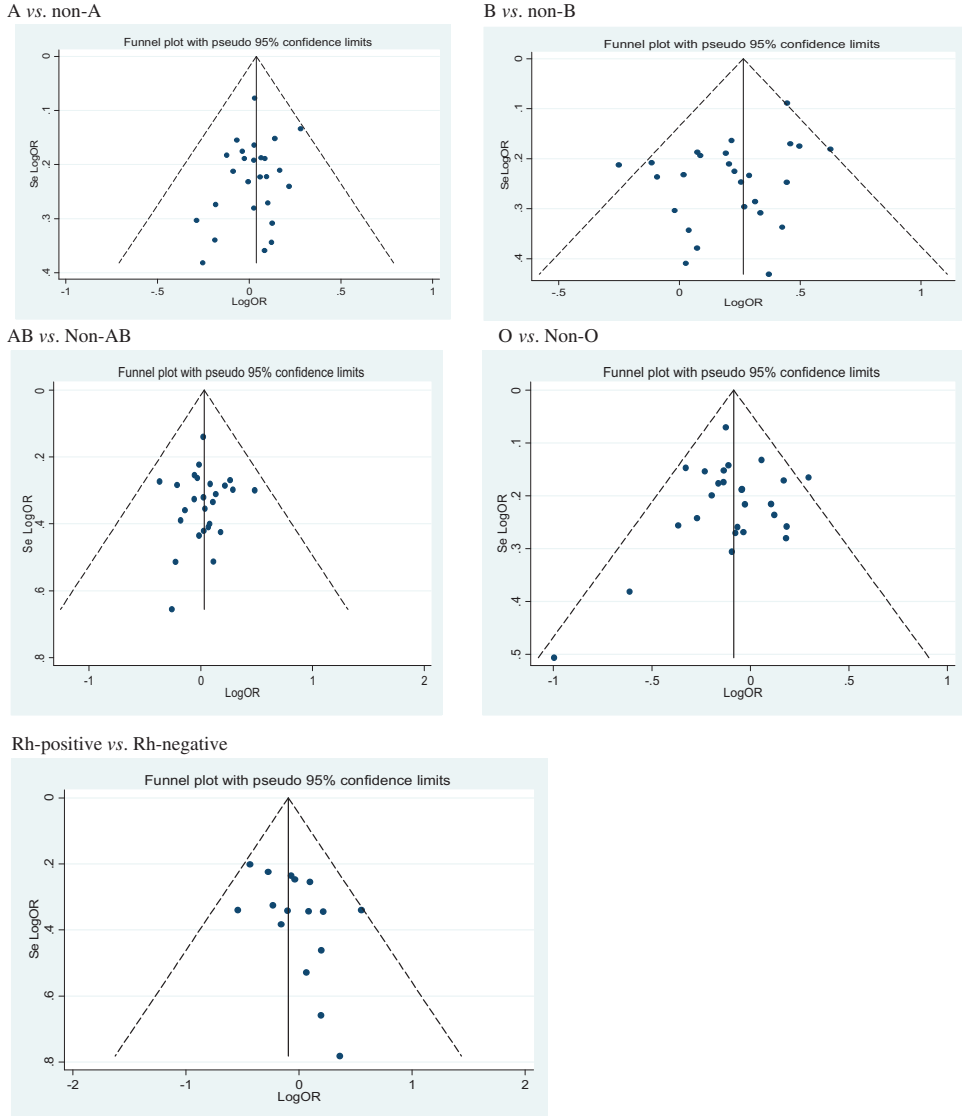 A vs. non-A
Funnel plot with pseudo 95% confidence limits
0
.1
.2
.3
.4
Se LogOR
-1
-.5
0
.5
1
LogOR
B vs. non-B
Funnel plot with pseudo 95% confidence limits
0
.1
.2
.3
.4
Se LogOR
-.5
0
.5
1
LogOR
AB vs. Non-AB
Funnel plot with pseudo 95% confidence limits
0
.2
.4
.6
.8
Se LogOR
-1
0
1
2
LogOR
O vs. Non-O
Funnel plot with pseudo 95% confidence limits
0
.1
.2
.3
.4
.5
Se LogOR
-1
-.5
0
.5
1
LogOR
Rh-positive vs. Rh-negative
Funnel plot with pseudo 95% confidence limits
0
.2
.4
.6
.8
Se LogOR
-2
-1
0
1
2
LogOR